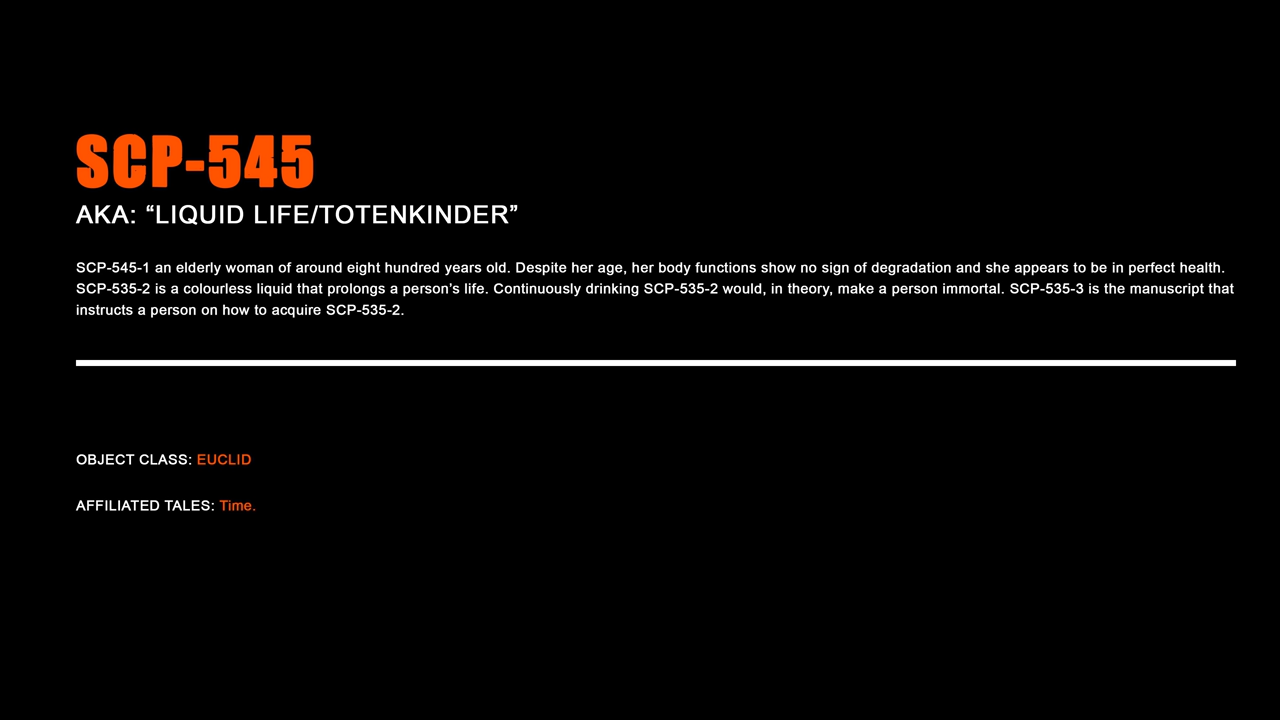 SCP-545
AKA: “LIQUID LIFE/TOTENKINDER”
SCP-545-1 an elderly woman of around eight hundred years old. Despite her age, her body functions show no sign of degradation and she appears to be in perfect health.
SCP-535-2 is a colourless liquid that prolongs a person’s life. Continuously drinking SCP-535-2 would, in theory, make a person immortal. SCP-535-3 is the manuscript that
instructs a person on how to acquire SCP-535-2.
OBJECT CLASS: EUCLID
AFFILIATED TALES: Time.